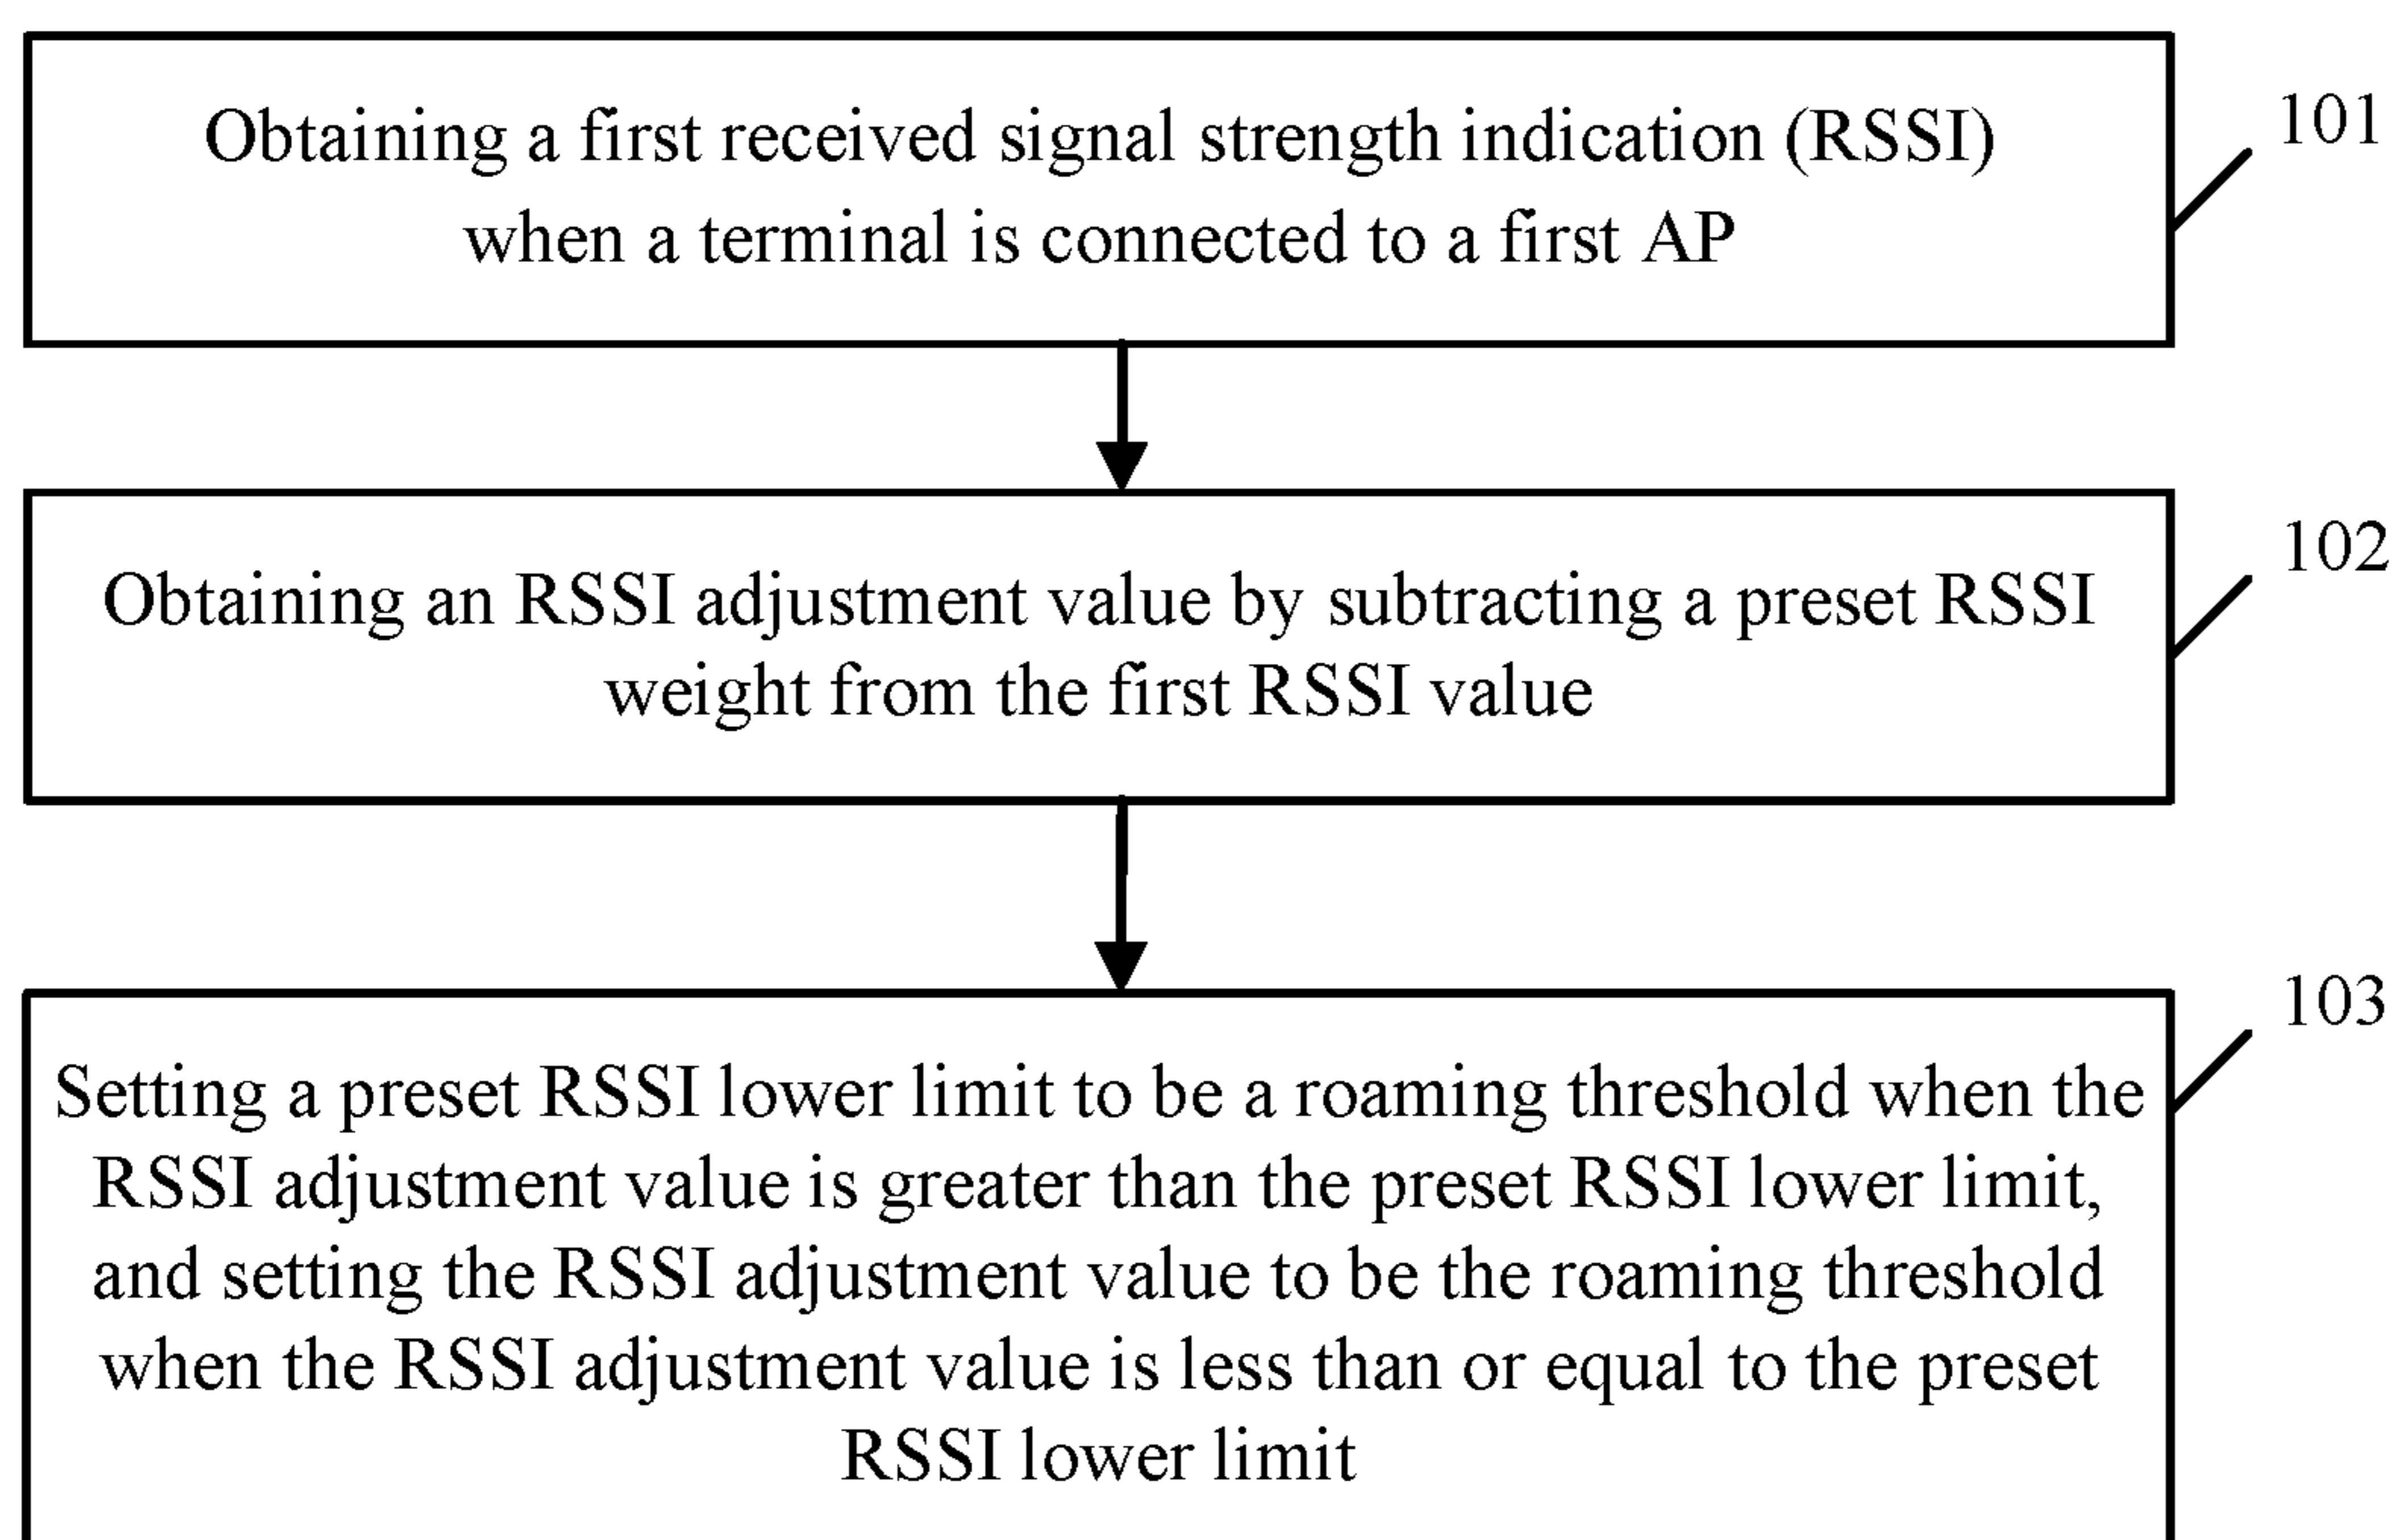 Obtaining a first received signal strength indication (RSSI)
when a terminal is connected to a first AP
101
Obtaining an RSSI adjustment value by subtracting a preset RSSI
weight from the first RSSI value
102
Setting a preset RSSI lower limit to be a roaming threshold when the
RSSI adjustment value is greater than the preset RSSI lower limit,
and setting the RSSI adjustment value to be the roaming threshold
when the RSSI adjustment value is less than or equal to the preset
RSSI lower limit
103